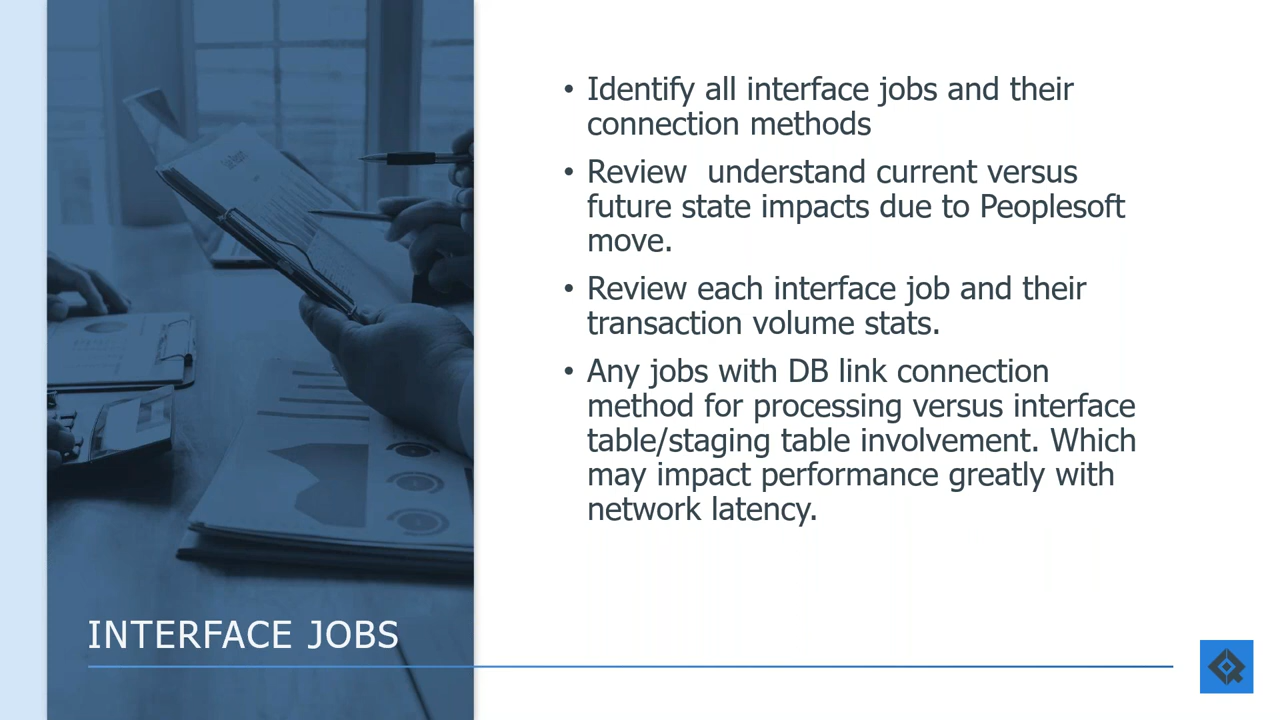 • Identify all interface jobs and their
connection methods
• Review  understand current versus
future state impacts due to Peoplesoft
move.
• Review each interface job and their
transaction volume stats.
• Any jobs with DB link connection
method for processing versus interface
table/staging table involvement. Which
may impact performance greatly with
network latency.
INTERFACE JOBS